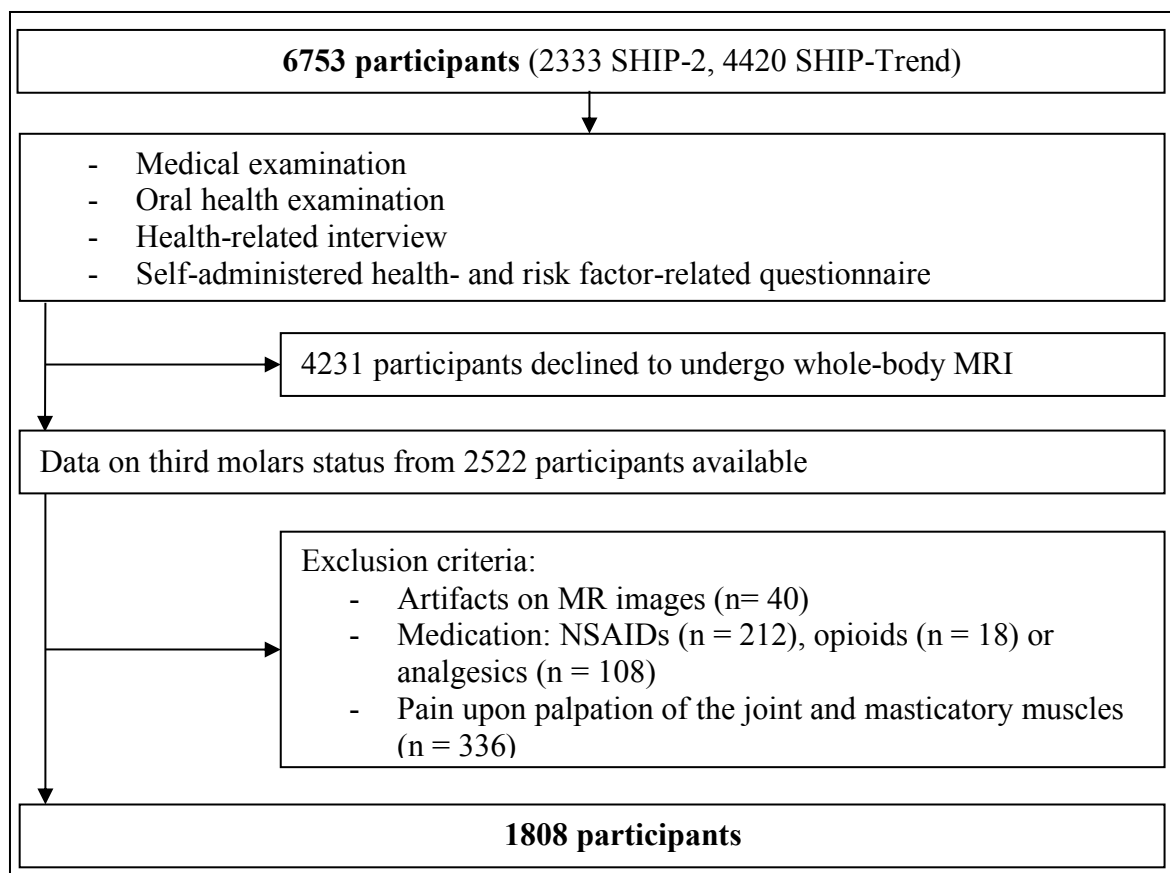 6753 participants (2333 SHIP-2, 4420 SHIP-Trend)
- Medical examination
- Oral health examination
- Health-related interview
- Self-administered health- and risk factor-related questionnaire
4231 participants declined to undergo whole-body MRI
Data on third molars status from 2522 participants available
Exclusion criteria:
- Artifacts on MR images (n= 40)
- Medication: NSAIDs (n = 212), opioids (n = 18) or
analgesics (n = 108)
- Pain upon palpation of the joint and masticatory muscles
(n = 336)
1808 participants